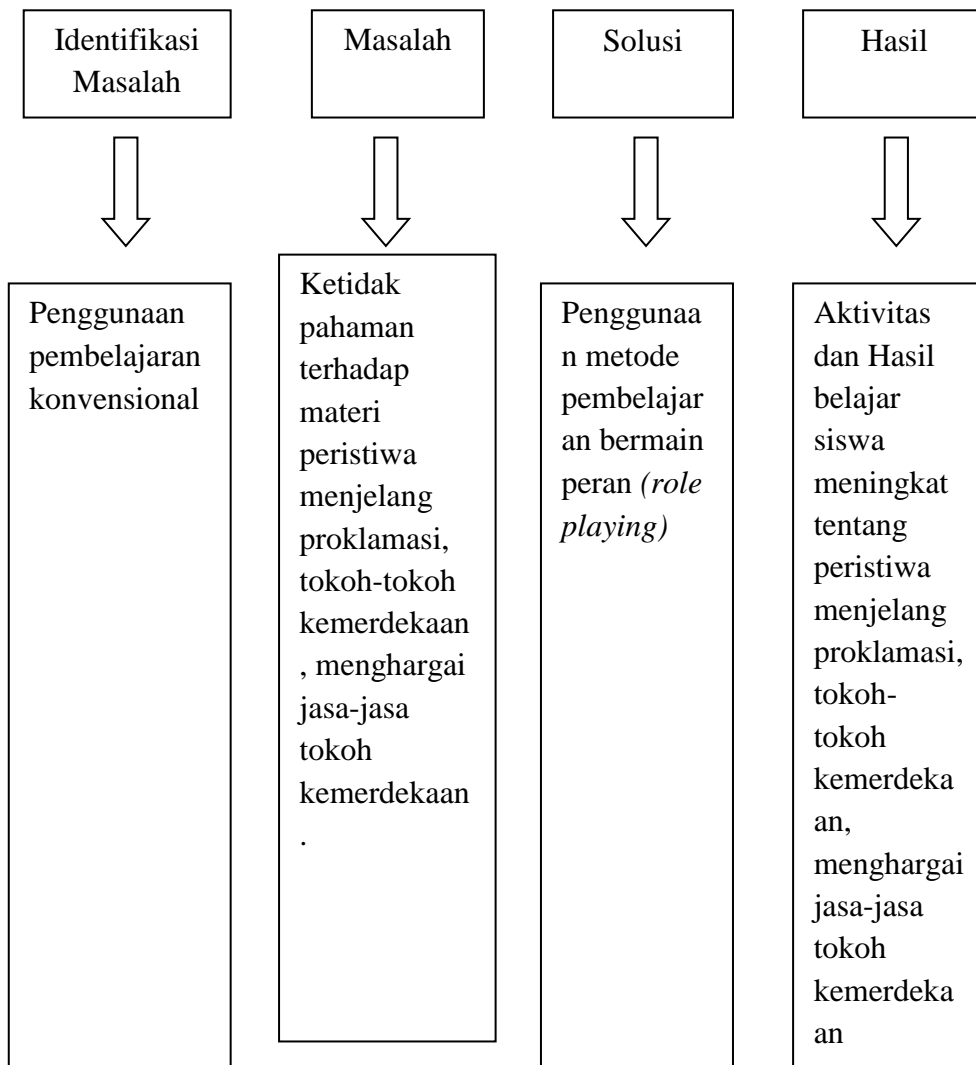 Identifikasi
Masalah
Masalah
Solusi
Hasil
Penggunaan
pembelajaran
konvensional
Ketidak
pahaman
terhadap
materi
peristiwa
menjelang
proklamasi,
tokoh-tokoh
kemerdekaan
, menghargai
jasa-jasa
tokoh
kemerdekaan
.
Penggunaa
n metode
pembelajar
an bermain
peran (role
playing)
Aktivitas
dan Hasil
belajar
siswa
meningkat
tentang
peristiwa
menjelang
proklamasi,
tokoh-
tokoh
kemerdeka
an,
menghargai
jasa-jasa
tokoh
kemerdeka
an